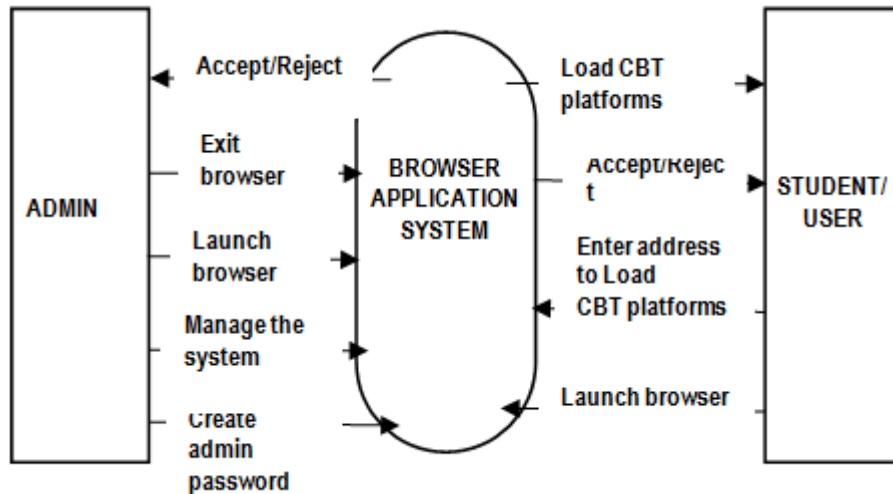 ADMIN
Accept/Reject
Exit
browser
Launch
browser
Manage the
system
Create
admin
password
BROWSER
APPLICATION
SYSTEM
Load CBT
platforms
Accept/Rejec
t
Enter address
to Load
CBT platforms
Launch browser
STUDENT/
USER